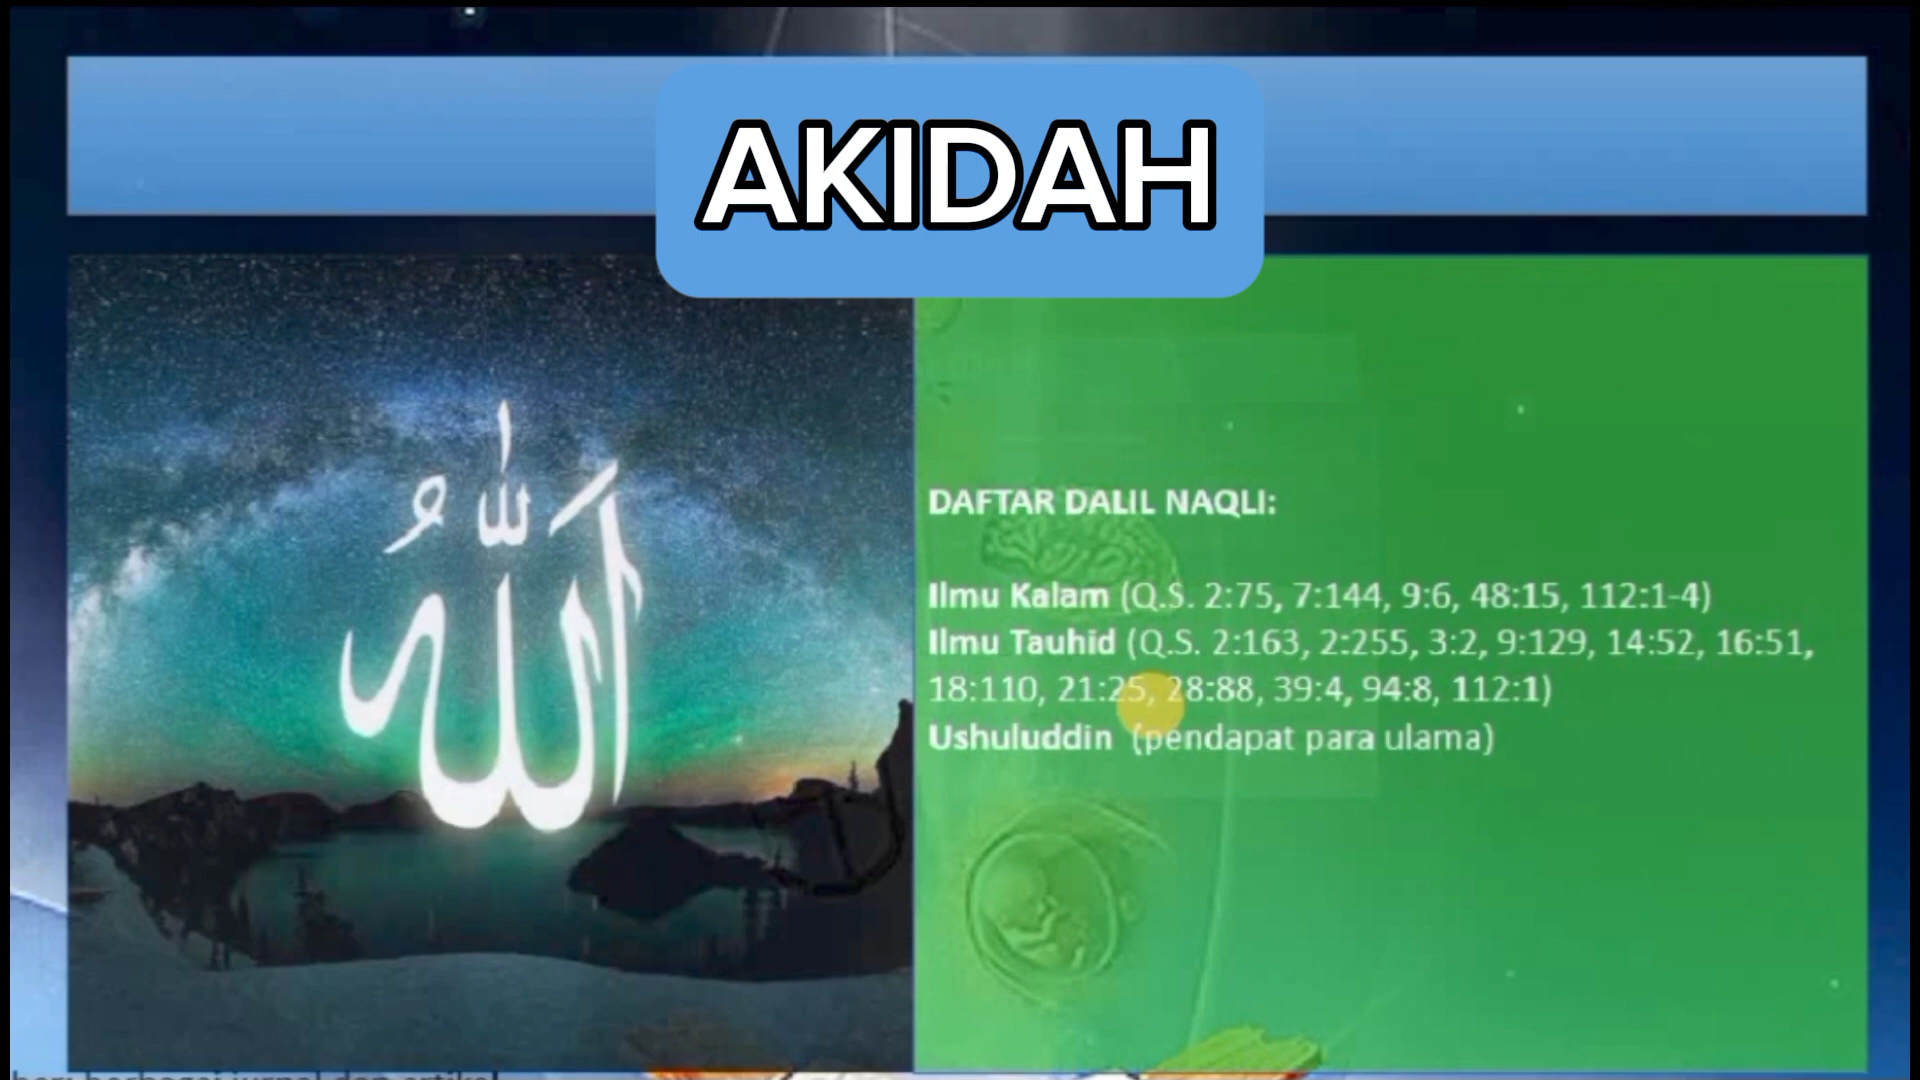 AKIDAH
الله
DAFTAR DALIL NAQLI:
Ilmu Kalam (Q.S. 2:75, 7:144, 9:6, 48:15, 112:1-4)
Ilmu Tauhid (Q.S. 2:163, 2:255, 3:2, 9:129, 14:52, 16:51,
18:110, 21:25, 28:88, 39:4, 94:8, 112:1)
Ushuluddin (pendapat para ulama)